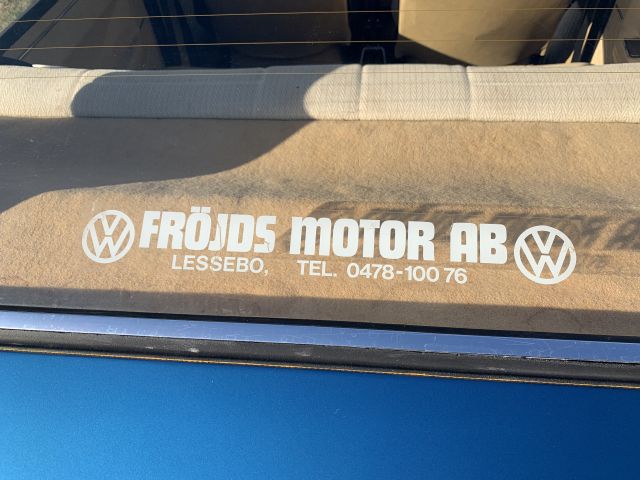 FRÖJDS MOTOR AB
LESSEBO, TEL. 0478-100 76